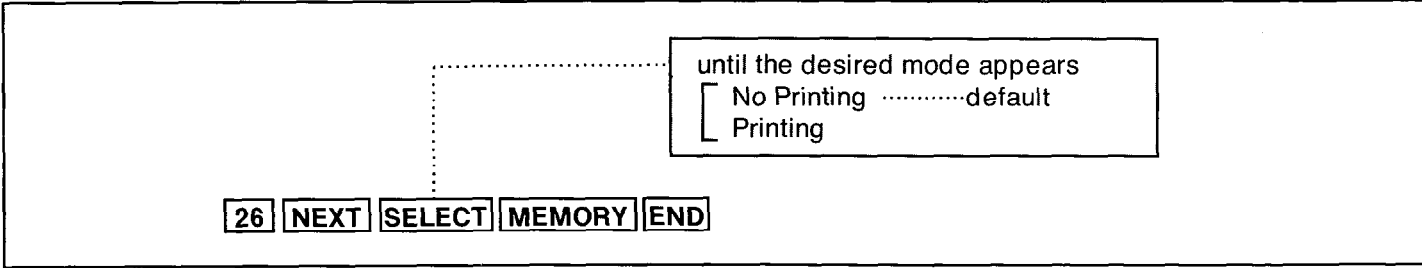 until the desired mode appears
No Printing ············default
Printing
26 NEXT SELECT MEMORY END